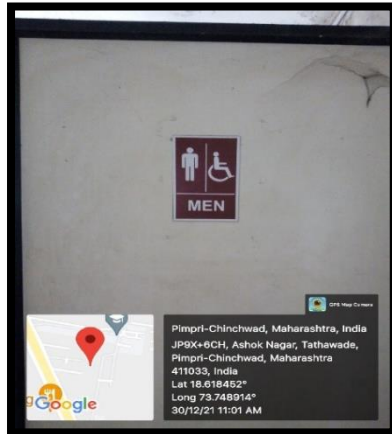 MEN
GPS Map Camera
Pimpri-Chinchwad, Maharashtra, India
JP9X+6CH, Ashok Nagar, Tathawade,
Pimpri-Chinchwad, Maharashtra
411033, India
Lat 18.618452°
Long 73.748914°
30/12/21 11:01 AM
Google